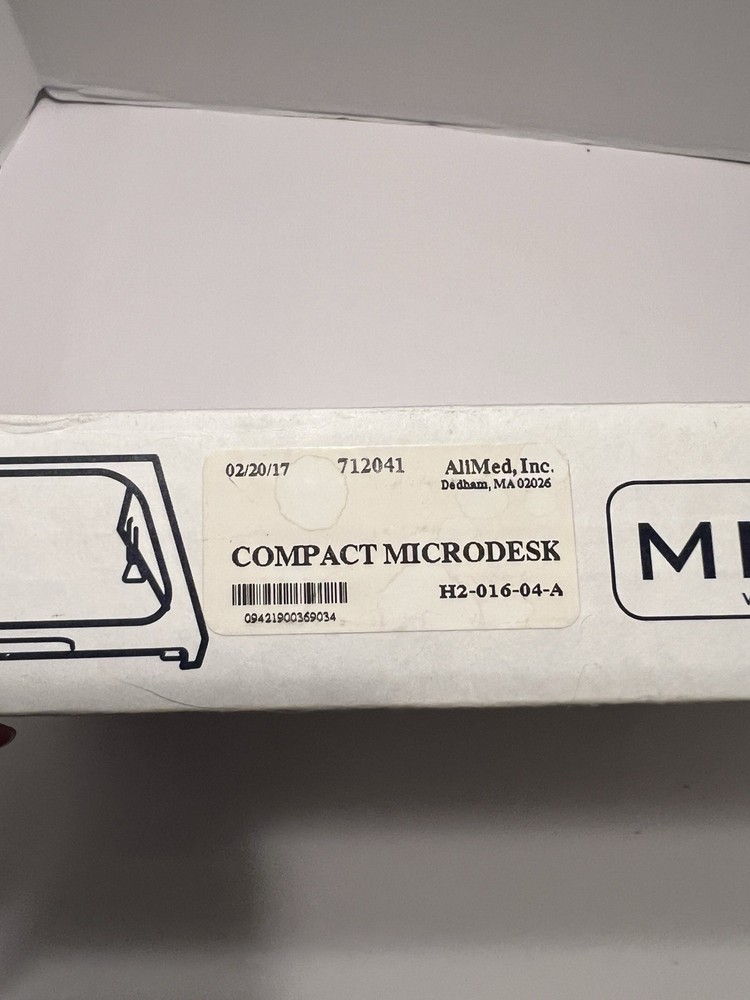 02/20/17 712041 AliMed, Inc.
Dedham, MA 02026
COMPACT MICRODESK
H2-016-04-A
09421900369034